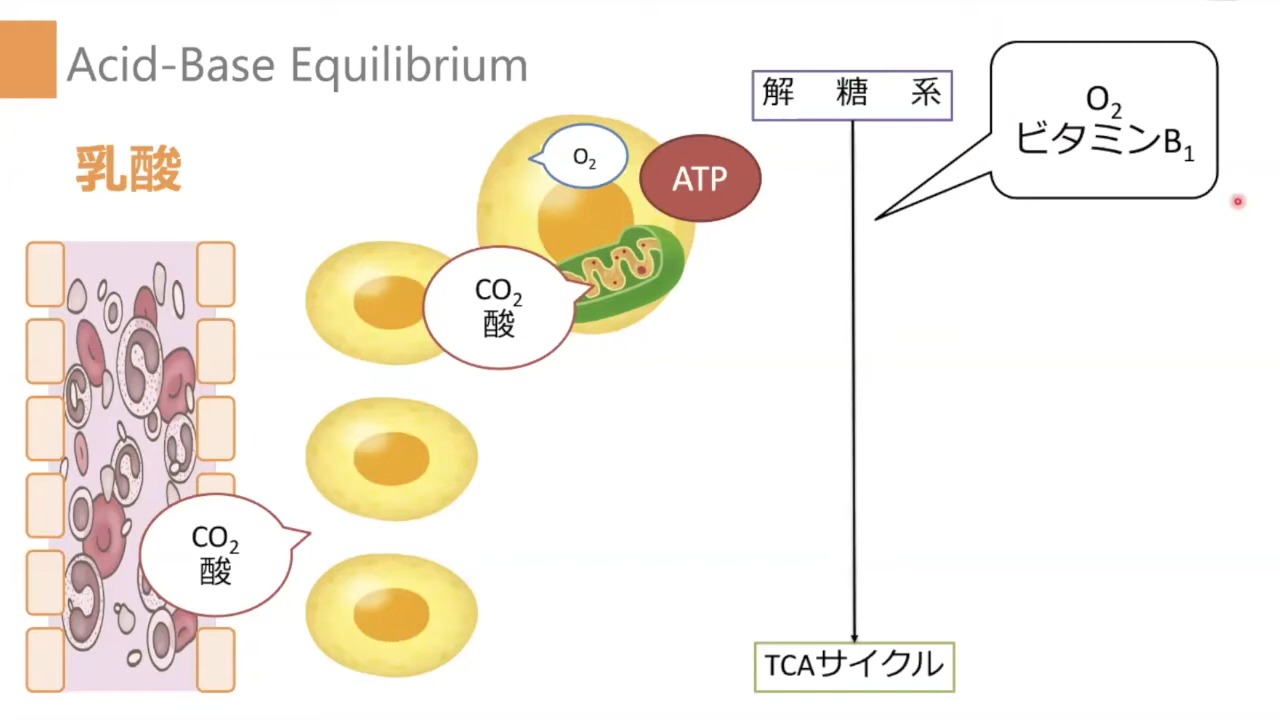 Acid-Base Equilibrium
乳酸
O₂
ATP
CO₂
酸
CO₂
酸
解 糖 系
O₂
ビタミンB₁
TCAサイクル